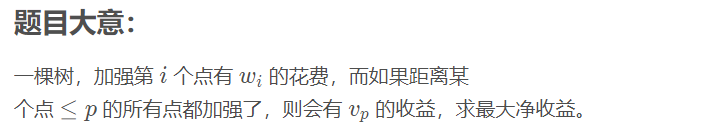 题目大意：
一棵树，加强第 i 个点有 w_i 的花费，而如果距离某
个点 ≤ p 的所有点都加强了，则会有 v_p 的收益，求最大净收益。